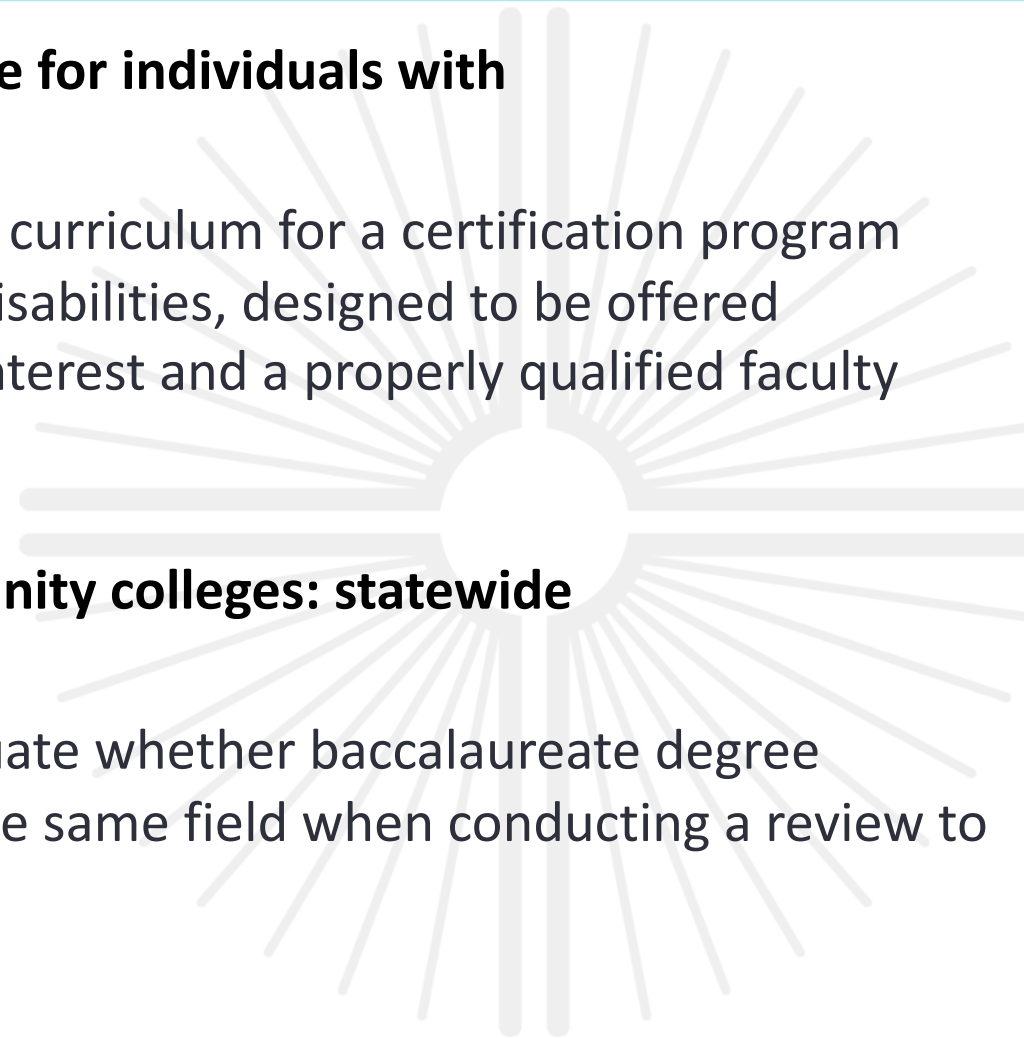 e for individuals with
curriculum for a certification program
isabilities, designed to be offered
nterest and a properly qualified faculty
nity colleges: statewide
uate whether baccalaureate degree
e same field when conducting a review to